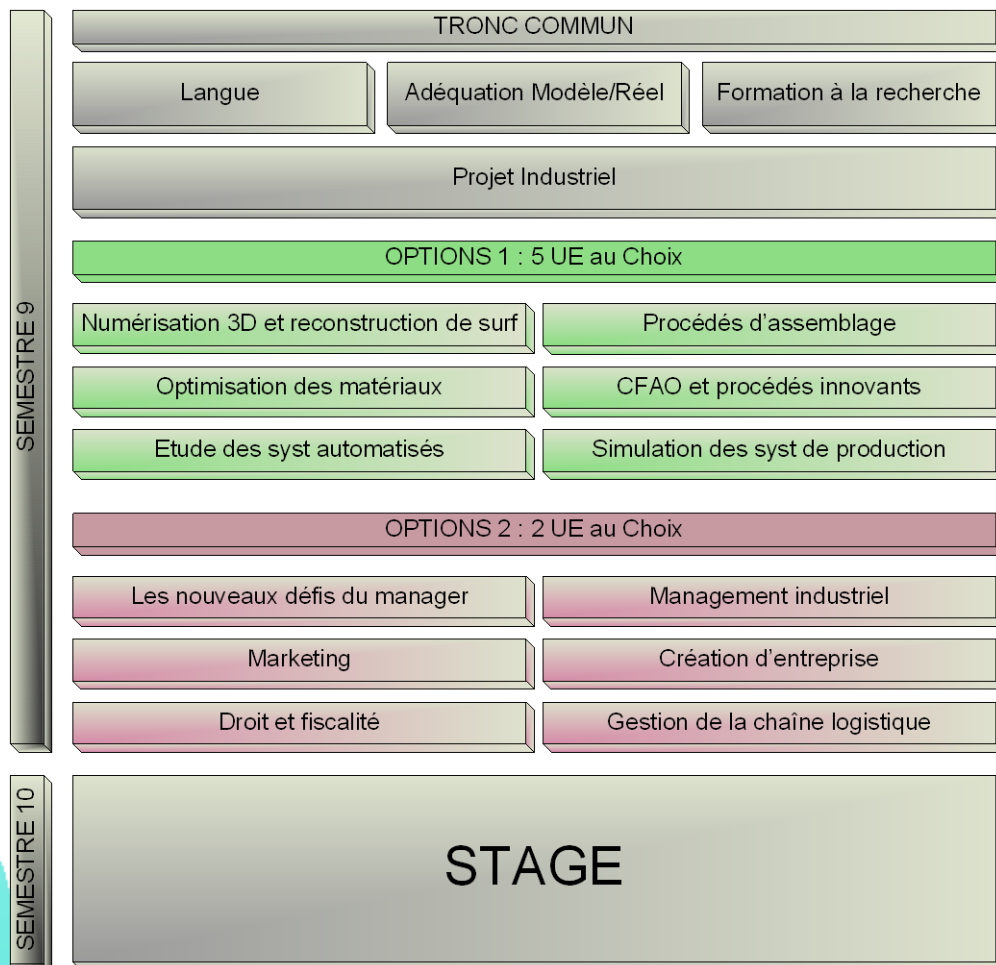 SEMESTRE 9
TRONC COMMUN
Langue
Adéquation Modèle/Réel
Formation à la recherche
Projet Industriel
OPTIONS 1 : 5 UE au Choix
Numérisation 3D et reconstruction de surf
Procédés d'assemblage
Optimisation des matériaux
CFAO et procédés innovants
Etude des syst automatisés
Simulation des syst de production
OPTIONS 2 : 2 UE au Choix
Les nouveaux défis du manager
Management industriel
Marketing
Création d'entreprise
Droit et fiscalité
Gestion de la chaîne logistique
SEMESTRE 10
STAGE